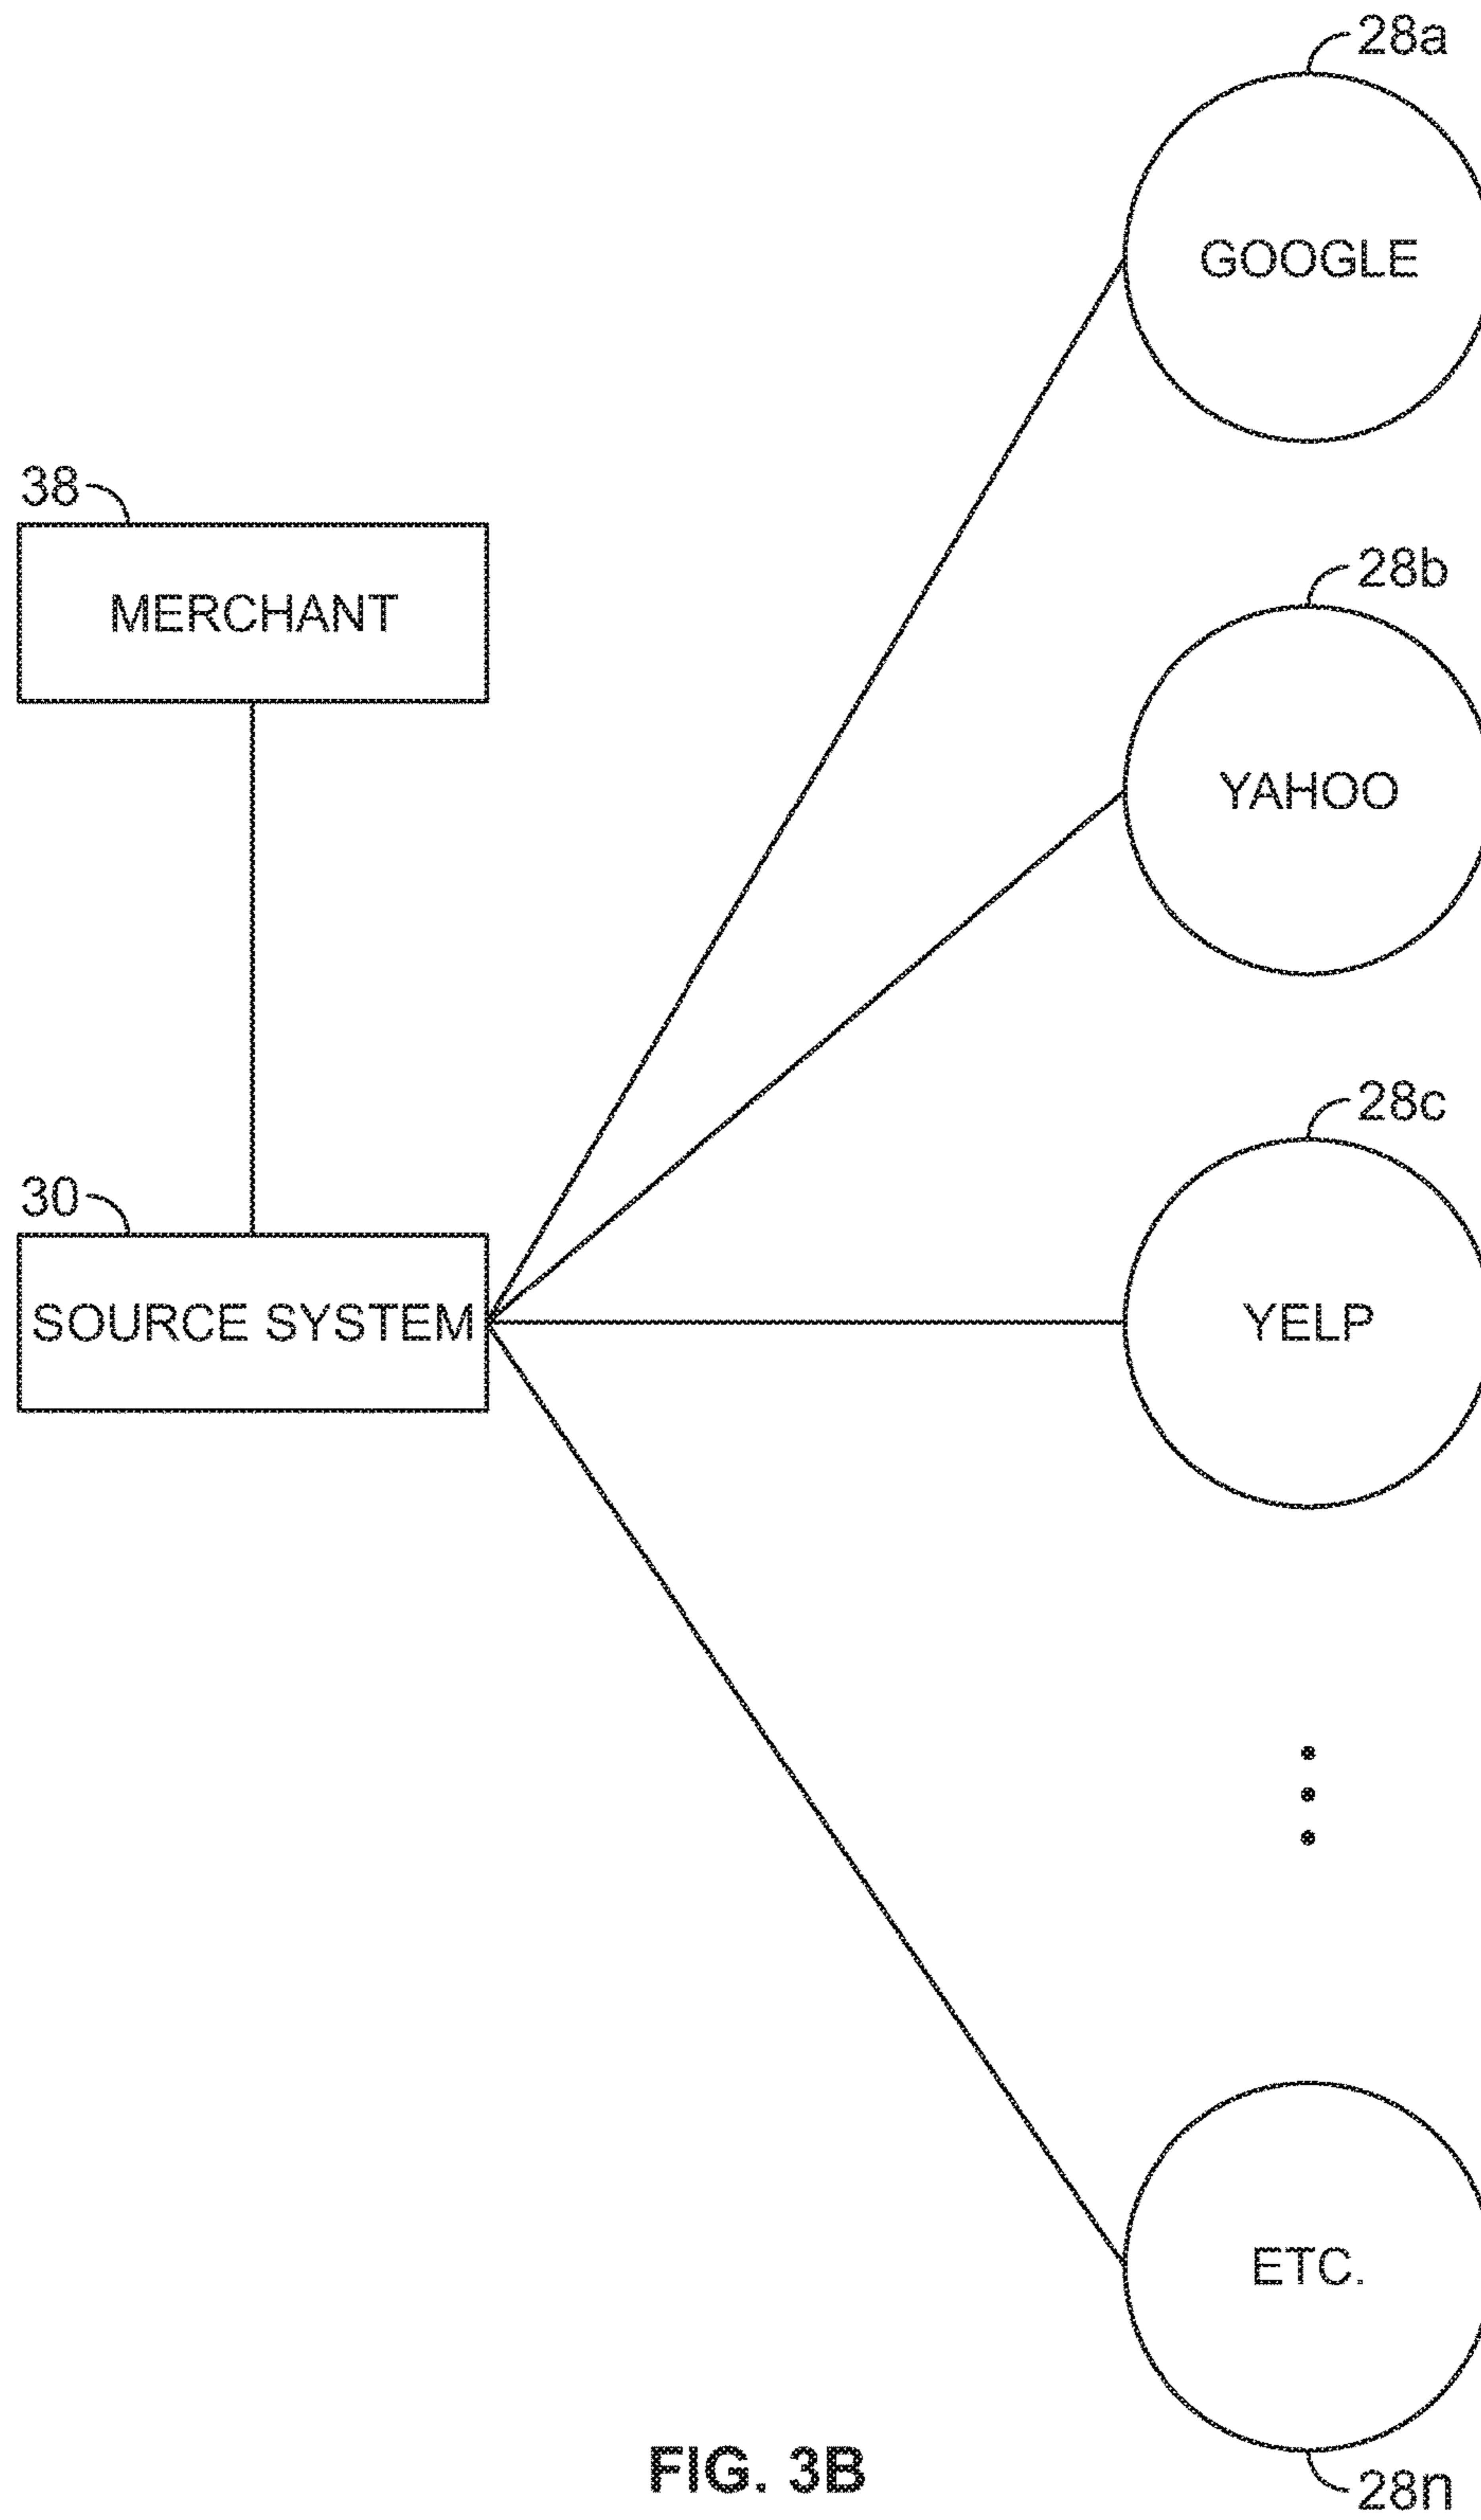 28a
GOOGLE
38
MERCHANT
28b
YAHOO
28c
30
SOURCE SYSTEM
YELP
ETC.
FIG. 3B
28n